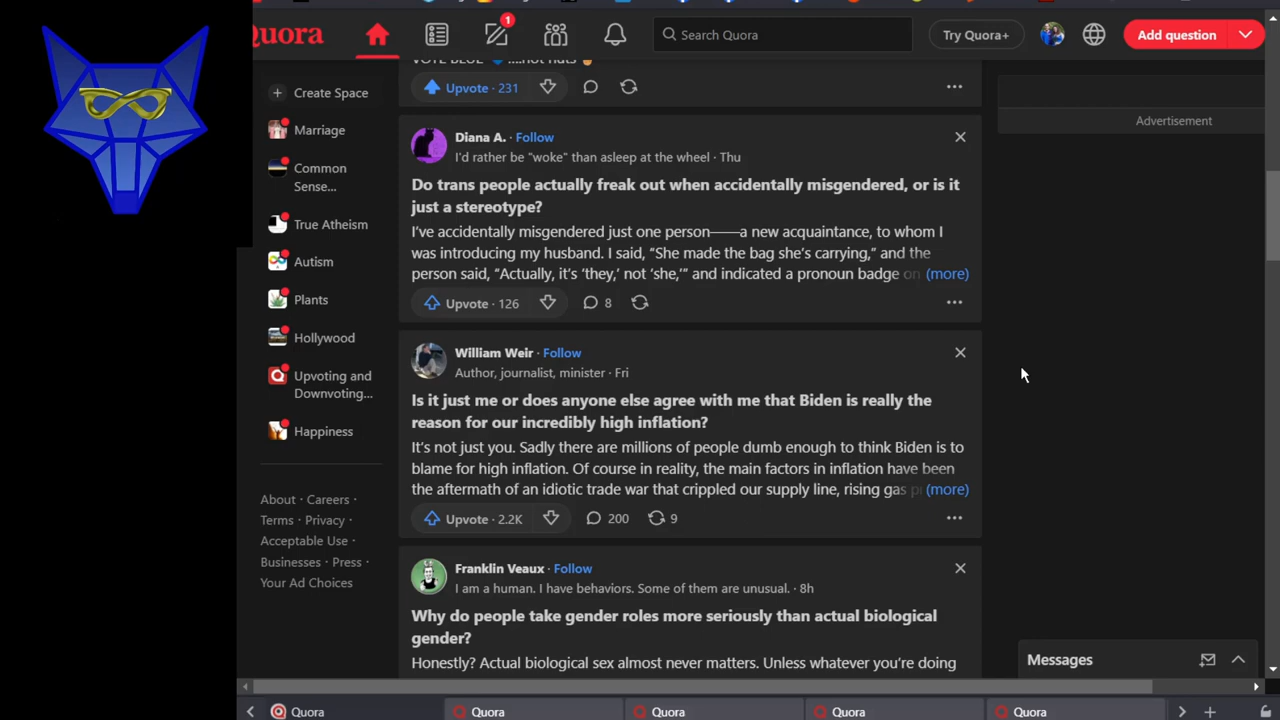 Quora
1
Search Quora
Try Quora+
Add question
Create Space
Marriage
Common
Sense...
True Atheism
Autism
Plants
Hollywood
Upvoting and
Downvoting...
Happiness
About · Careers ·
Terms · Privacy ·
Acceptable Use ·
Businesses · Press ·
Your Ad Choices
Upvote · 231
Diana A. · Follow
I'd rather be "woke" than asleep at the wheel · Thu
Do trans people actually freak out when accidentally misgendered, or is it
just a stereotype?
I've accidentally misgendered just one person——a new acquaintance, to whom I
was introducing my husband. I said, “She made the bag she's carrying,” and the
person said, “Actually, it's ‘they,’ not ‘she,’” and indicated a pronoun badge on (more)
Upvote · 126
8
William Weir · Follow
Author, journalist, minister · Fri
Is it just me or does anyone else agree with me that Biden is really the
reason for our incredibly high inflation?
It's not just you. Sadly there are millions of people dumb enough to think Biden is to
blame for high inflation. Of course in reality, the main factors in inflation have been
the aftermath of an idiotic trade war that crippled our supply line, rising gas (more)
Upvote · 2.2K
200
9
Franklin Veaux · Follow
I am a human. I have behaviors. Some of them are unusual. · 8h
Why do people take gender roles more seriously than actual biological
gender?
Honestly? Actual biological sex almost never matters. Unless whatever you're doing
Advertisement
Messages
Quora
Quora
Quora
Quora
Quora